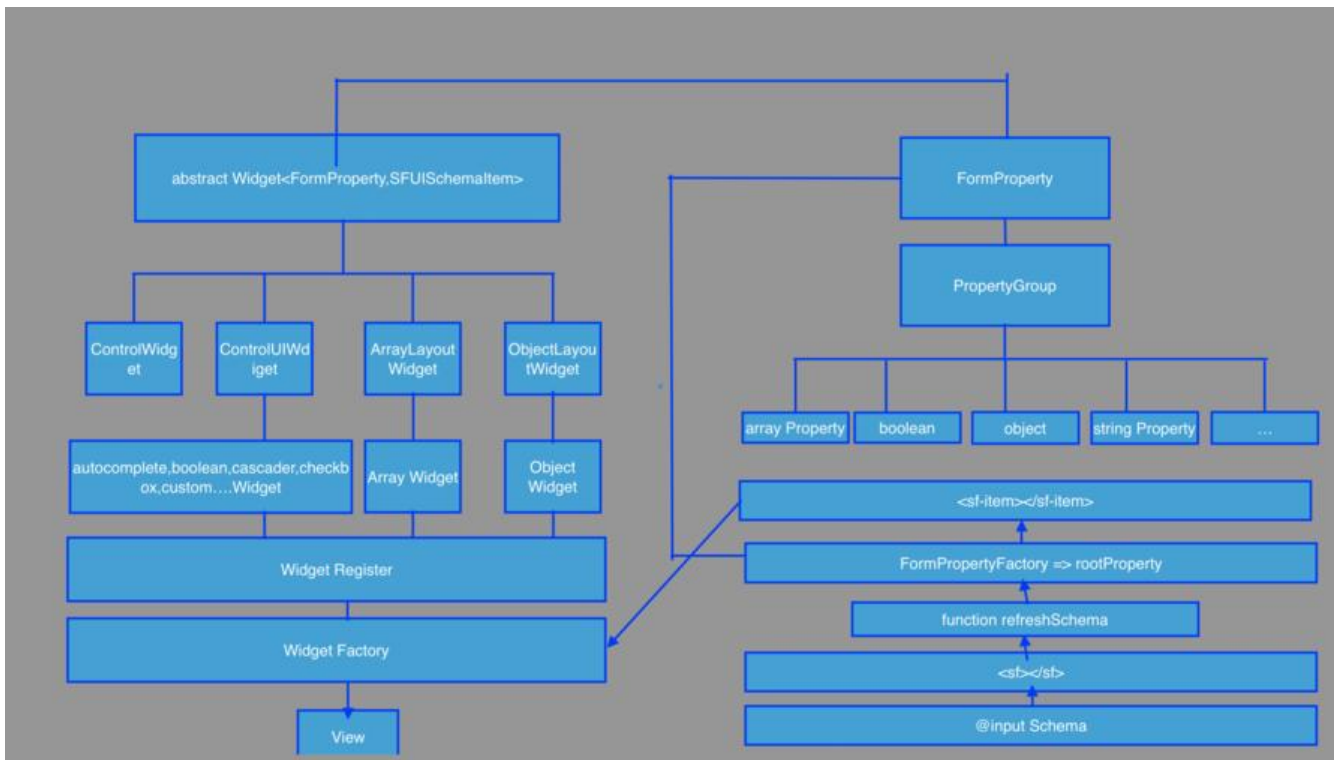 abstract Widget<FormProperty,SFUISchemaItem>
FormProperty
PropertyGroup
ControlWidg
et
ControlUIWd
iget
ArrayLayout
Widget
ObjectLayou
tWidget
array Property
boolean
object
string Property
...
autocomplete,boolean,cascader,checkb
ox,custom....Widget
Array Widget
Object
Widget
<sf-item></sf-item>
Widget Register
FormPropertyFactory => rootProperty
function refreshSchema
Widget Factory
<sf></sf>
@input Schema
View